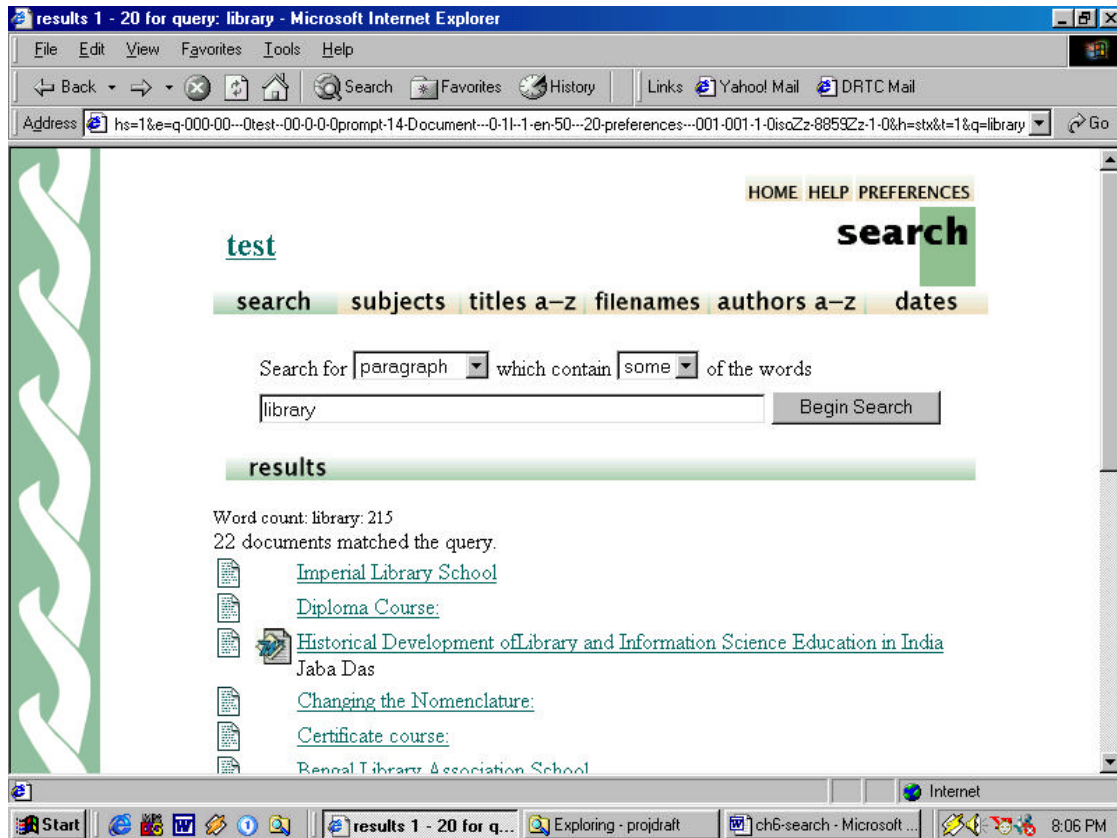 results 1 - 20 for query: library - Microsoft Internet Explorer
File Edit View Favorites Tools Help
Back Search Favorites History Links Yahoo! Mail DRTC Mail
Address hs=1&e=q-000-00---0test--00-0-0-0prompt-14-Document---0-1l--1-en-50---20-preferences---001-001-1-0isoZz-8859Zz-1-0&h=stx&t=1&q=library Go
HOME HELP PREFERENCES
test
search
search subjects titles a–z filenames authors a–z dates
Search for paragraph which contain some of the words
library Begin Search
results
Word count: library: 215
22 documents matched the query.
Imperial Library School
Diploma Course:
Historical Development ofLibrary and Information Science Education in India
Jaba Das
Changing the Nomenclature:
Certificate course:
Bengal Library Association School
Internet
Start results 1 - 20 for q... Exploring - projdraft ch6-search - Microsoft ... 8:06 PM